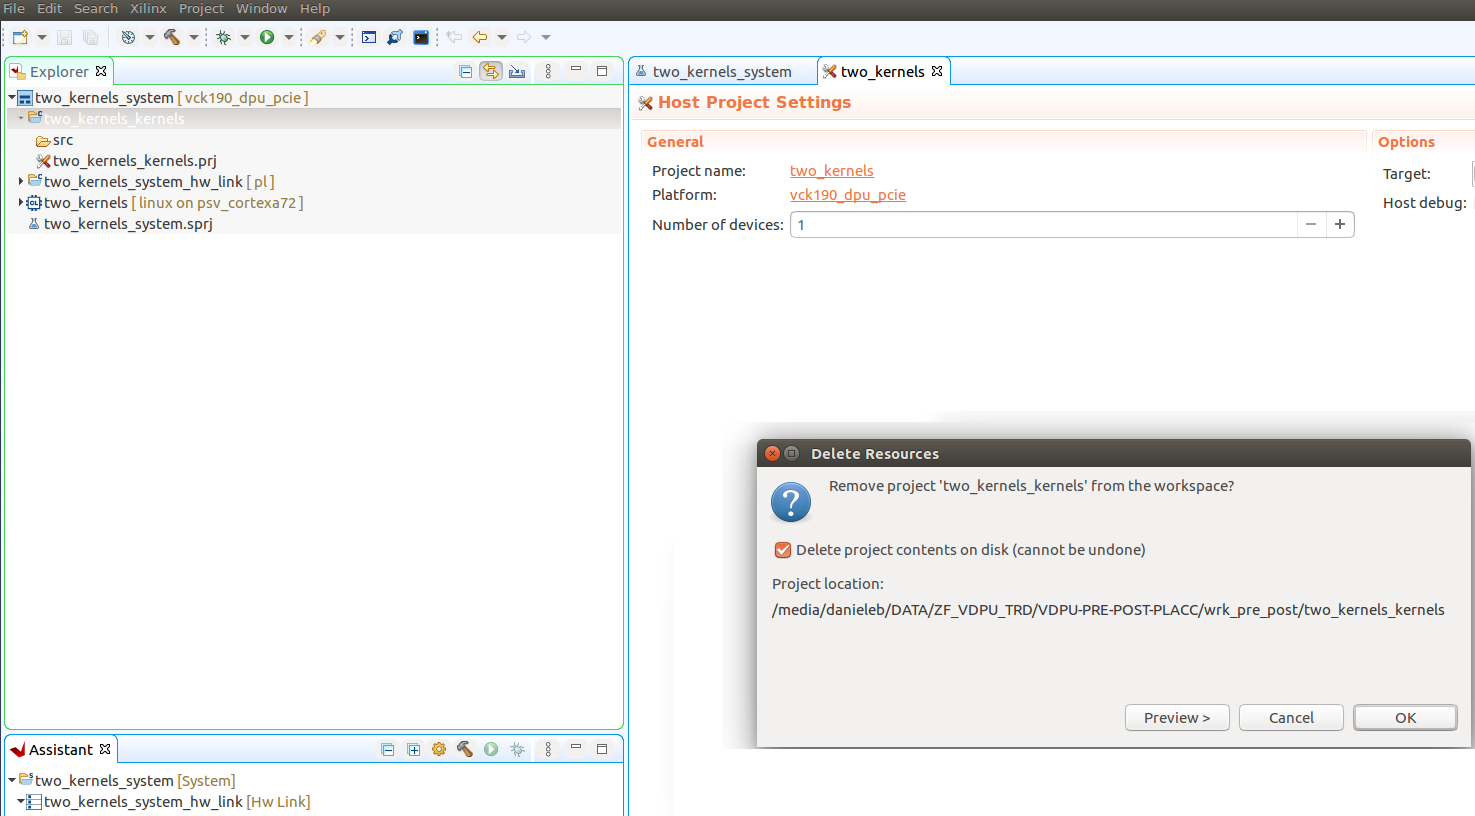 File Edit Search Xilinx Project Window Help
Explorer
two_kernels_system [ vck190_dpu_pcie ]
two_kernels_kernels
src
two_kernels_kernels.prj
two_kernels_system_hw_link [ pl ]
two_kernels [ linux on psv_cortexa72 ]
two_kernels_system.sprj
two_kernels_system two_kernels
Host Project Settings
General
Project name: two_kernels
Platform: vck190_dpu_pcie
Number of devices: 1
Options
Target:
Host debug:
Delete Resources
Remove project 'two_kernels_kernels' from the workspace?
Delete project contents on disk (cannot be undone)
Project location:
/media/danieleb/DATA/ZF_VDPU_TRD/VDPU-PRE-POST-PLACC/wrk_pre_post/two_kernels_kernels
Preview > Cancel OK
Assistant
two_kernels_system [System]
two_kernels_system_hw_link [Hw Link]